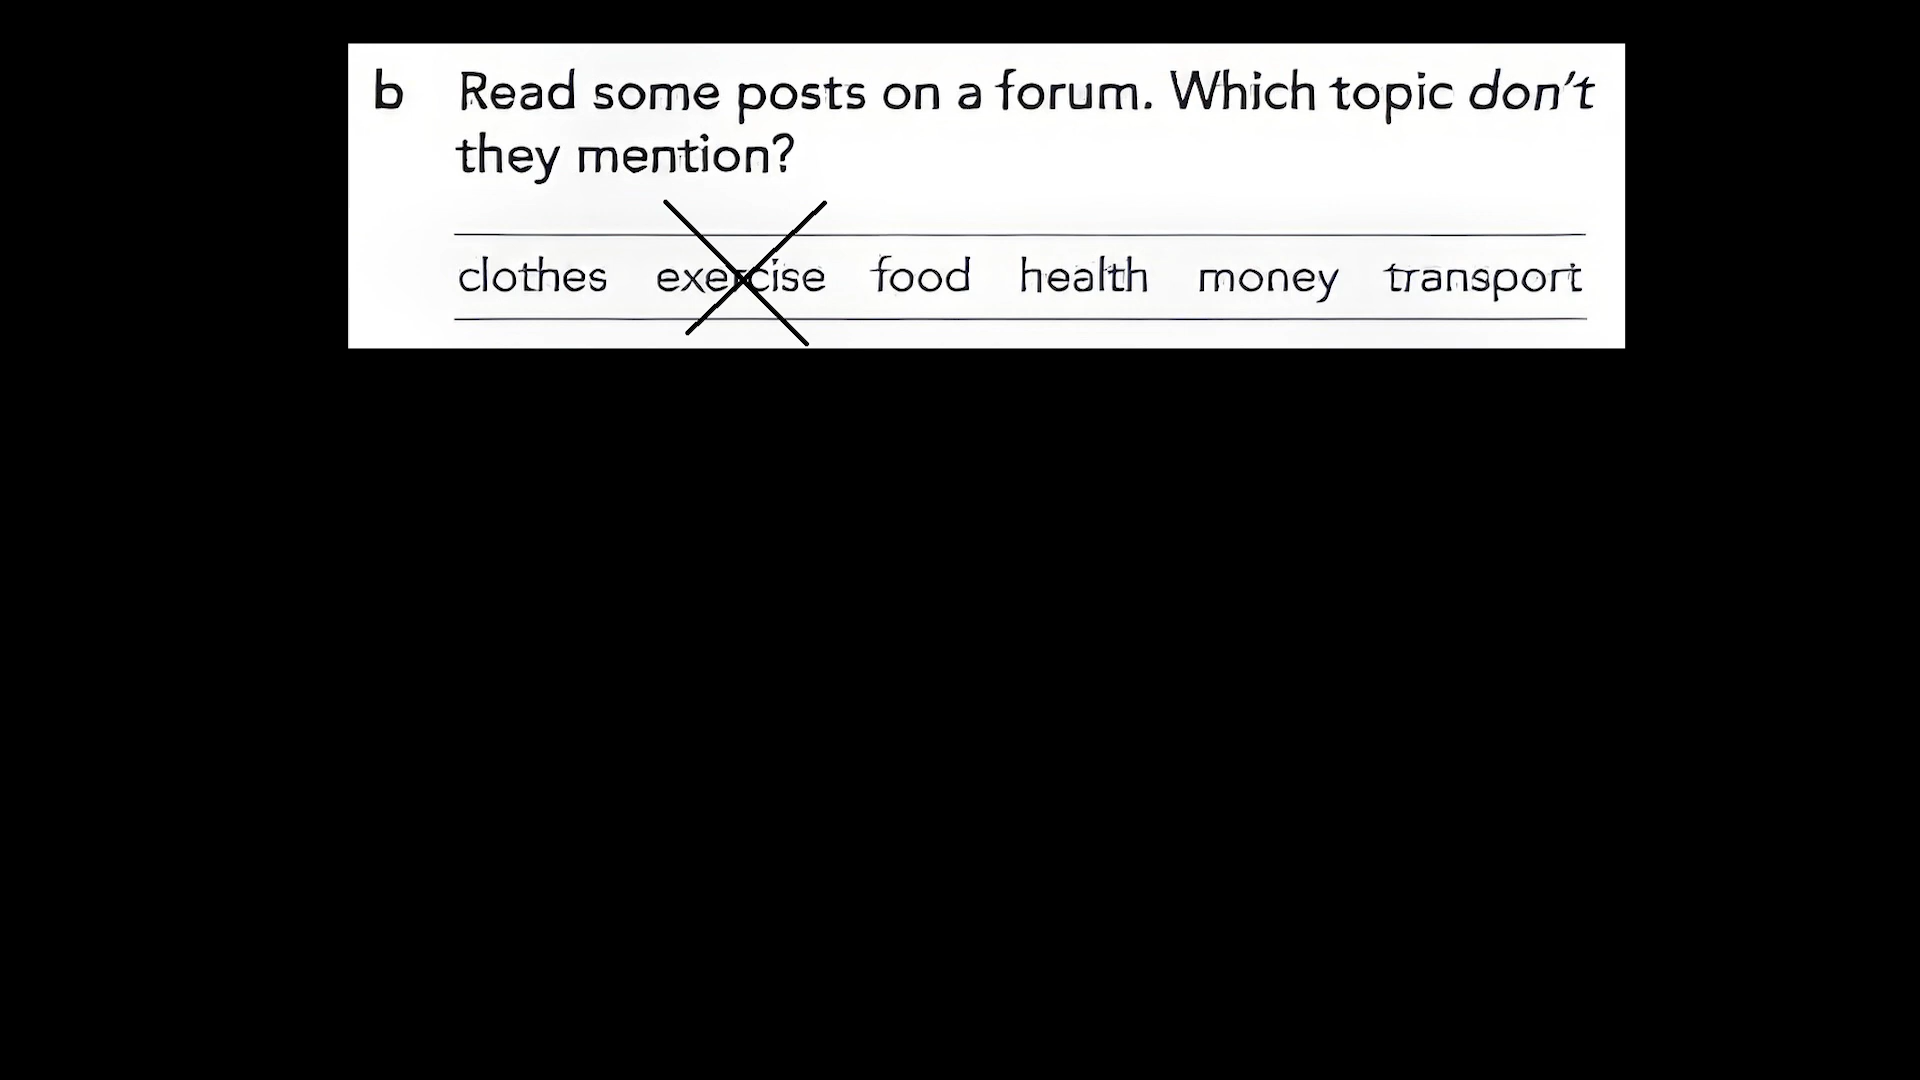 b Read some posts on a forum. Which topic don't
they mention?
clothes exercise food health money transport